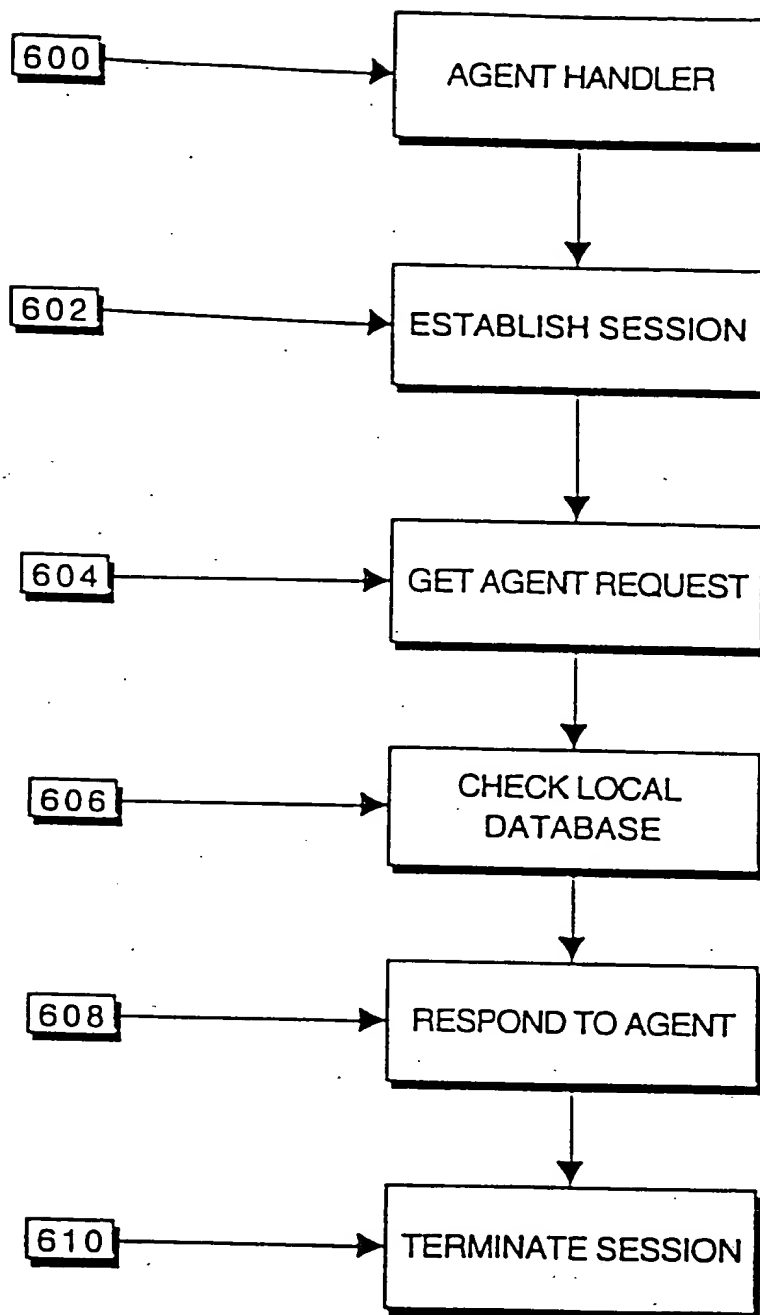 600
AGENT HANDLER
602
ESTABLISH SESSION
604
GET AGENT REQUEST
606
CHECK LOCAL
DATABASE
608
RESPOND TO AGENT
610
TERMINATE SESSION